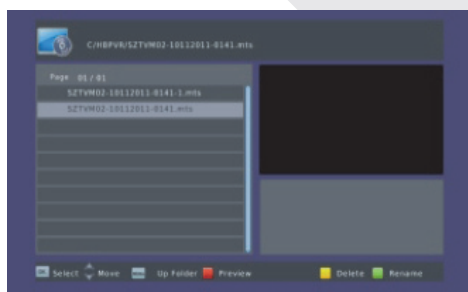 C/HBPVR/SZTVM02-10112011-0141.mts
Page 01/01
SZTVM02-10112011-0141-1.mts
SZTVM02-10112011-0141.mts
OK Select Move Up Folder Preview Delete Rename